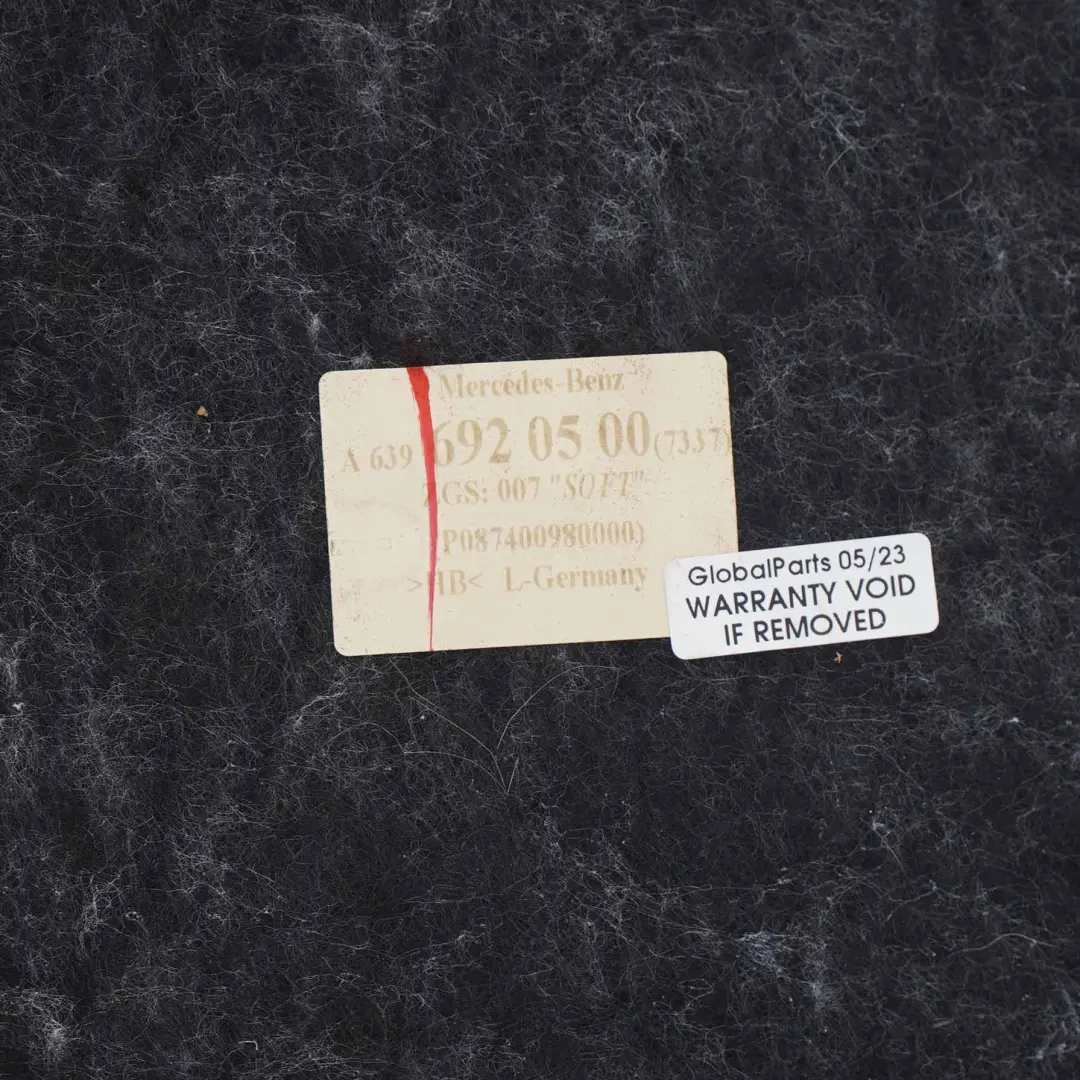 Mercedes-Benz
A 639 692 05 00 (7337)
ZGS: 007 "SOFT"
P087400980000)
>HB< L-Germany
GlobalParts 05/23
WARRANTY VOID
IF REMOVED